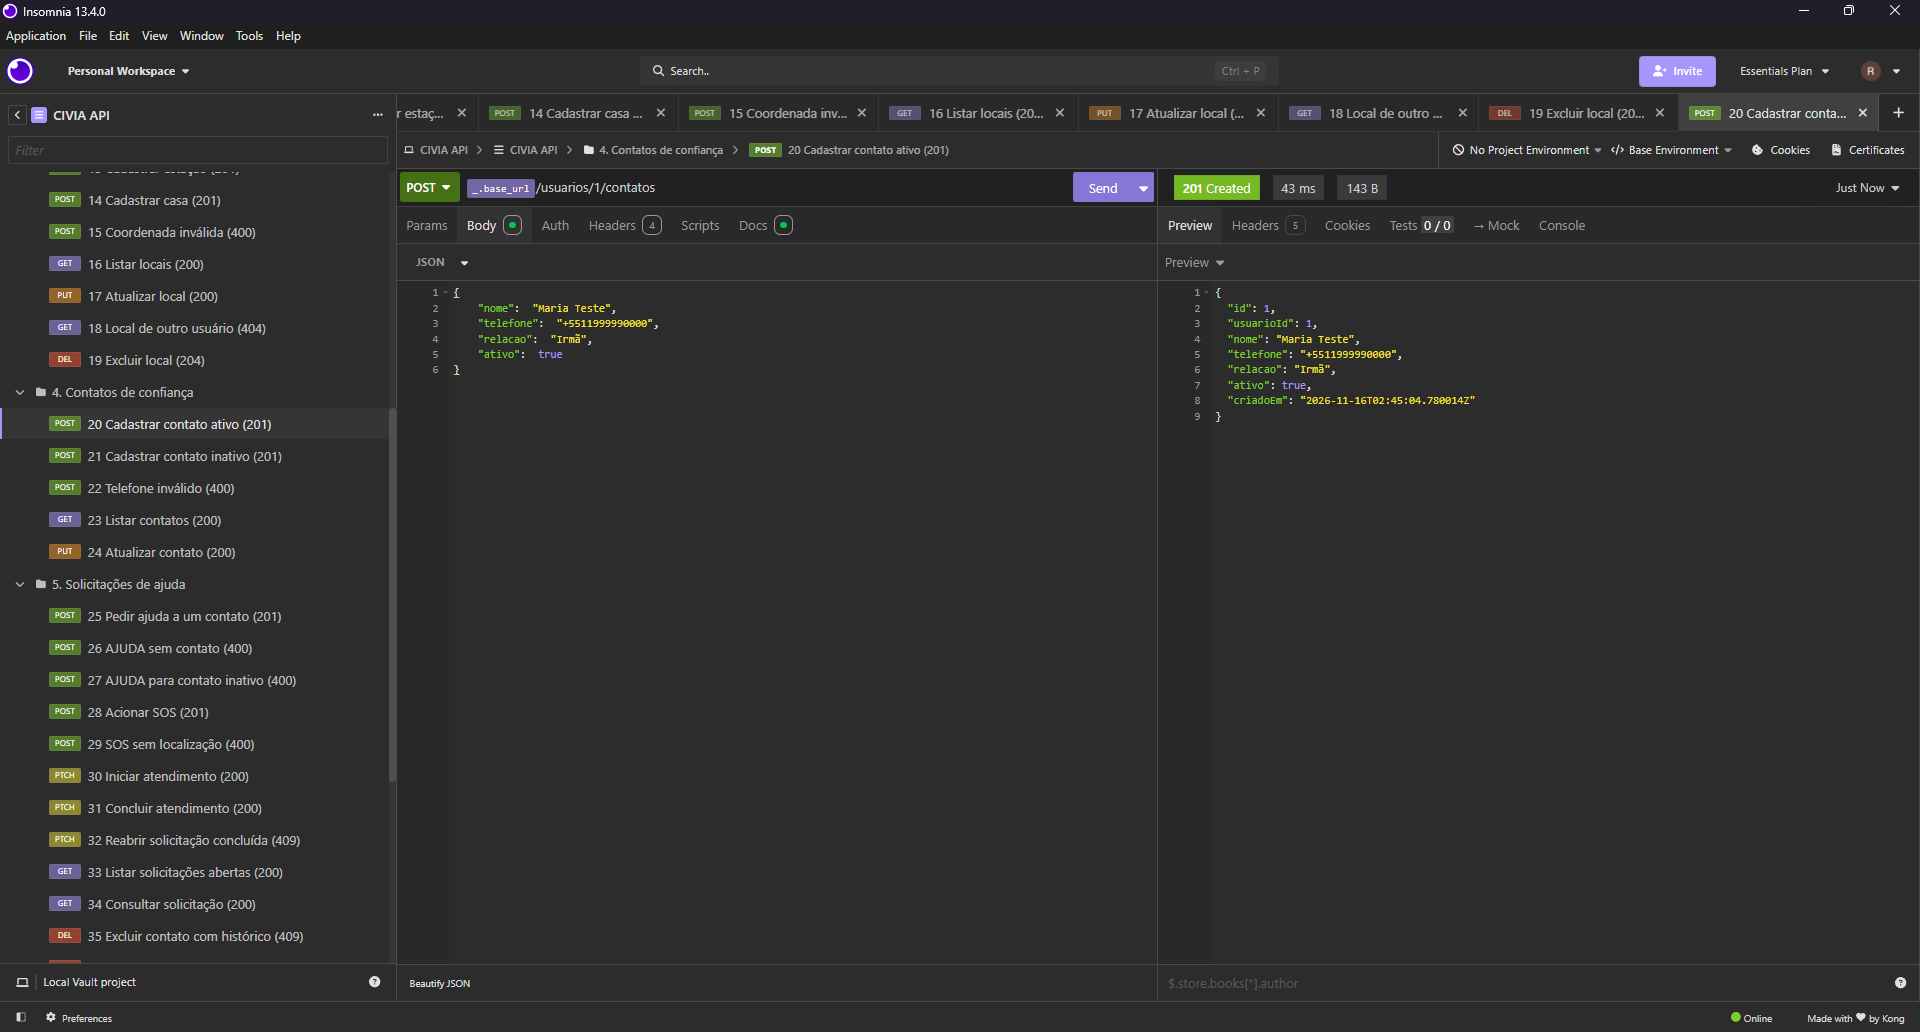 Insomnia 13.4.0
Application File Edit View Window Tools Help
Personal Workspace
Search..
Ctrl + P
Invite
Essentials Plan
R
CIVIA API
r estaç...
POST 14 Cadastrar casa ...
POST 15 Coordenada inv...
GET 16 Listar locais (20...
PUT 17 Atualizar local (...
GET 18 Local de outro ...
DEL 19 Excluir local (20...
POST 20 Cadastrar conta...
Filter
CIVIA API > CIVIA API > 4. Contatos de confiança > POST 20 Cadastrar contato ativo (201)
No Project Environment
Base Environment
Cookies
Certificates
POST 14 Cadastrar casa (201)
POST 15 Coordenada inválida (400)
GET 16 Listar locais (200)
PUT 17 Atualizar local (200)
GET 18 Local de outro usuário (404)
DEL 19 Excluir local (204)
4. Contatos de confiança
POST 20 Cadastrar contato ativo (201)
POST 21 Cadastrar contato inativo (201)
POST 22 Telefone inválido (400)
GET 23 Listar contatos (200)
PUT 24 Atualizar contato (200)
5. Solicitações de ajuda
POST 25 Pedir ajuda a um contato (201)
POST 26 AJUDA sem contato (400)
POST 27 AJUDA para contato inativo (400)
POST 28 Acionar SOS (201)
POST 29 SOS sem localização (400)
PTCH 30 Iniciar atendimento (200)
PTCH 31 Concluir atendimento (200)
PTCH 32 Reabrir solicitação concluída (409)
GET 33 Listar solicitações abertas (200)
GET 34 Consultar solicitação (200)
DEL 35 Excluir contato com histórico (409)
Local Vault project
POST _.base_url /usuarios/1/contatos
Send
Params Body Auth Headers 4 Scripts Docs
JSON
1 {
2 "nome": "Maria Teste",
3 "telefone": "+5511999990000",
4 "relacao": "Irmã",
5 "ativo": true
6 }
Beautify JSON
201 Created 43 ms 143 B
Just Now
Preview Headers 5 Cookies Tests 0 / 0 → Mock Console
Preview
1 {
2 "id": 1,
3 "usuarioId": 1,
4 "nome": "Maria Teste",
5 "telefone": "+5511999990000",
6 "relacao": "Irmã",
7 "ativo": true,
8 "criadoEm": "2026-11-16T02:45:04.780014Z"
9 }
$.store.books[*].author
Preferences
Online
Made with ♥ by Kong